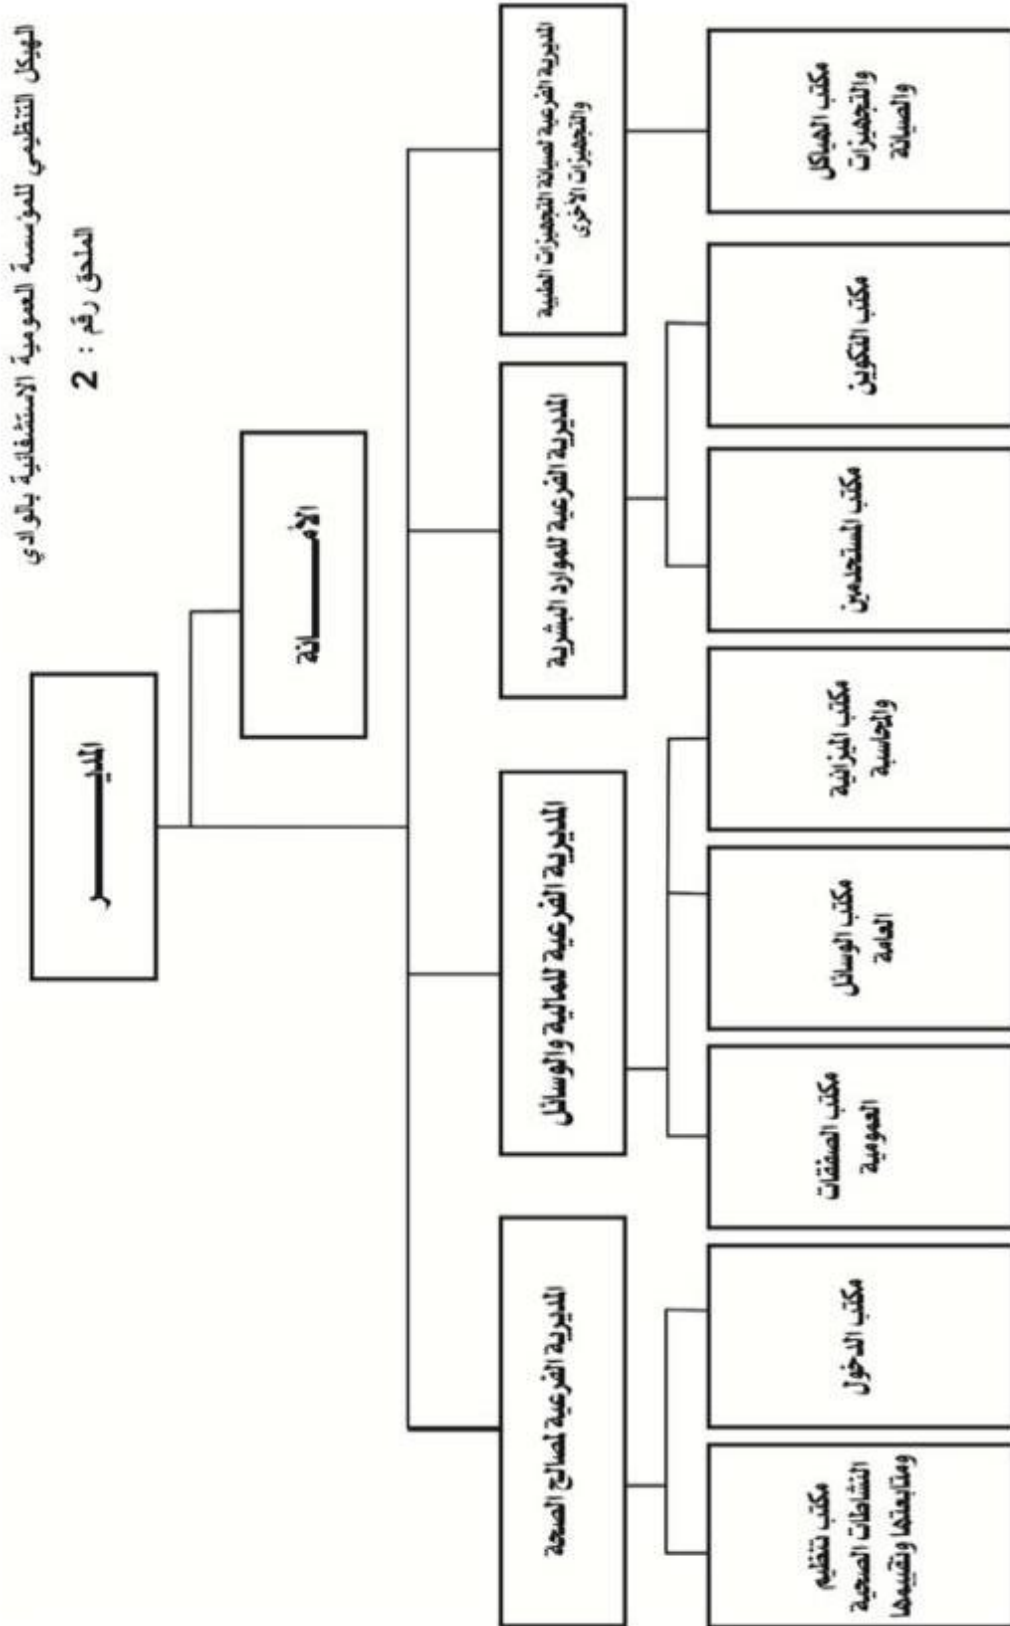 الملحق رقم : 2
الهيكل التنظيمي للمؤسسة العمومية الاستشفائية بالوادي
المديـــــر
الأمـــــانة
المديرية الفرعية لصيانة التجهيزات الطبية
والتجهيزات الأخرى
المديرية الفرعية للموارد البشرية
المديرية الفرعية للمالية والوسائل
المديرية الفرعية لمصالح الصحة
مكتب الهياكل
والتجهيزات
والصيانة
مكتب التكوين
مكتب المستخدمين
مكتب الميزانية
والمحاسبة
مكتب الوسائل
العامة
مكتب الصفقات
العمومية
مكتب الدخول
مكتب تنظيم
النشاطات الصحية
ومتابعتها وتقييمها